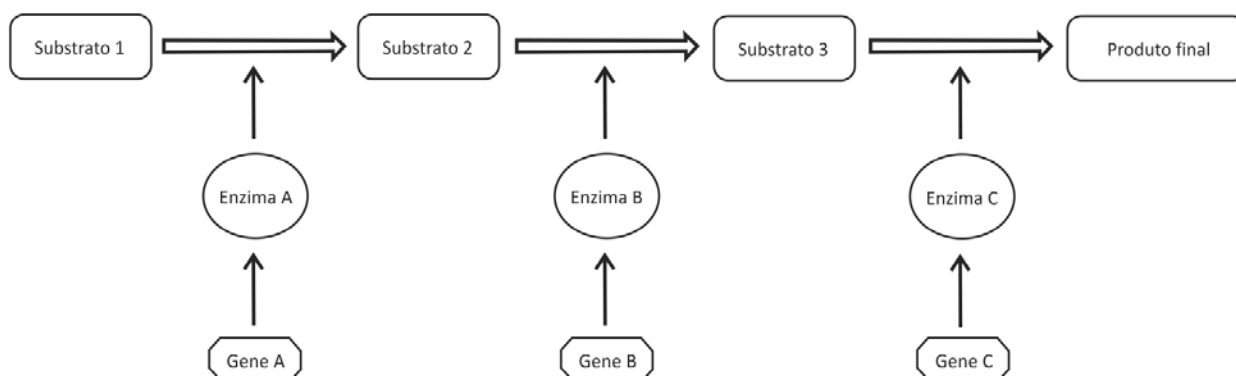 Substrato 1
Substrato 2
Substrato 3
Produto final
Enzima A
Enzima B
Enzima C
Gene A
Gene B
Gene C